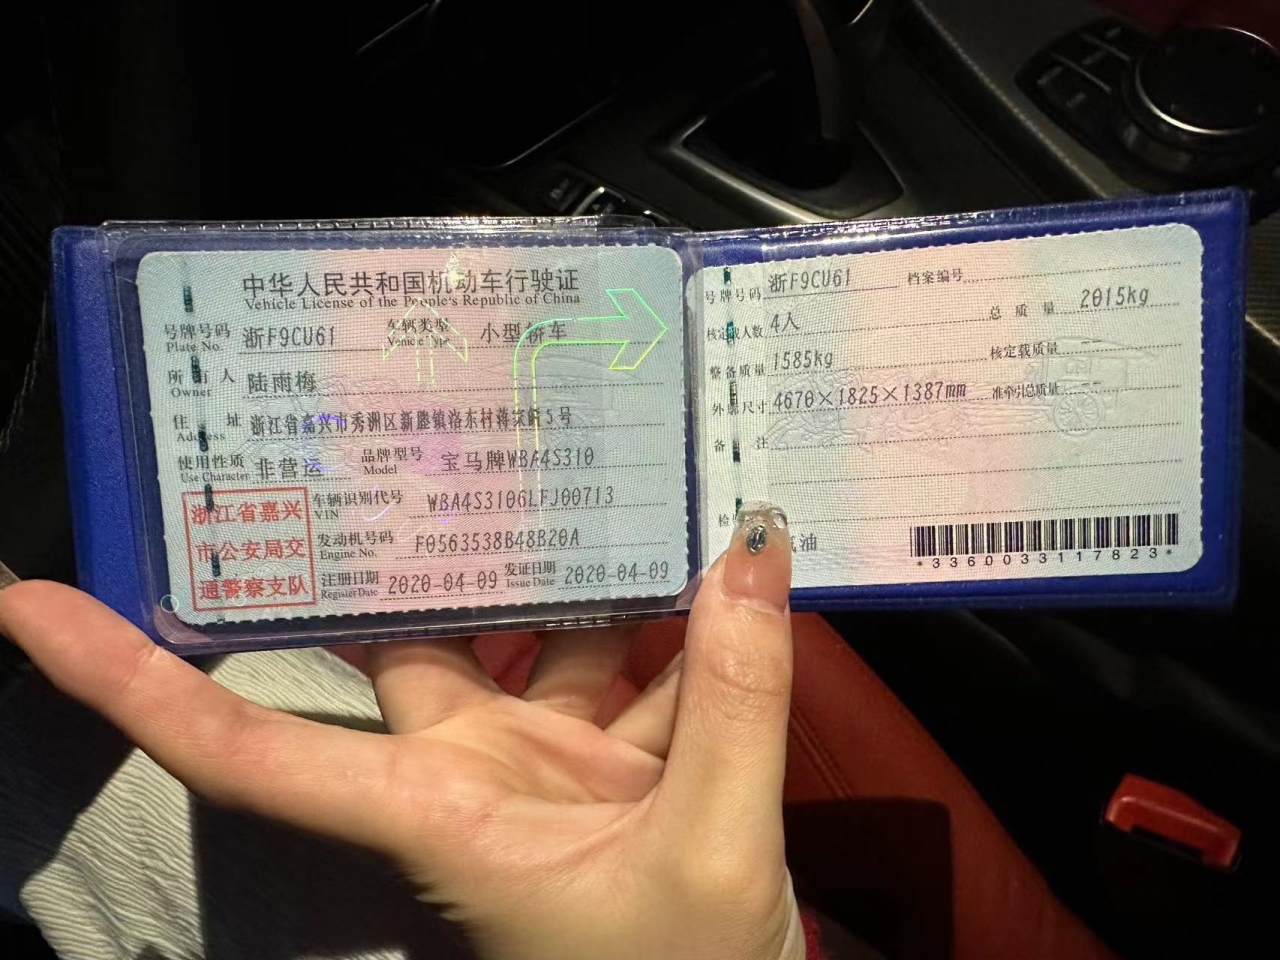 中华人民共和国机动车行驶证
Vehicle License of the People's Republic of China
号牌号码 浙F9CU61 车辆类型 小型轿车
Plate No. Vehicle Type
所有人 陆雨梅
Owner
住址 浙江省嘉兴市秀洲区新塍镇洛东村蒋家桥5号
Address
使用性质 非营运 品牌型号 宝马牌WBA4S310
Use Character Model
浙江省嘉兴
市公安局交
通警察支队
车辆识别代号 WBA4S3106LFJ00713
VIN
发动机号码 F0563538B48B20A
Engine No.
注册日期 2020-04-09 发证日期 2020-04-09
Register Date Issue Date
号牌号码 浙F9CU61 档案编号
核定载人数 4人 总质量 2015kg
整备质量 1585kg 核定载质量 --
外廓尺寸 4670×1825×1387mm 准牵引总质量 --
备注
检
油
*3360033117823*